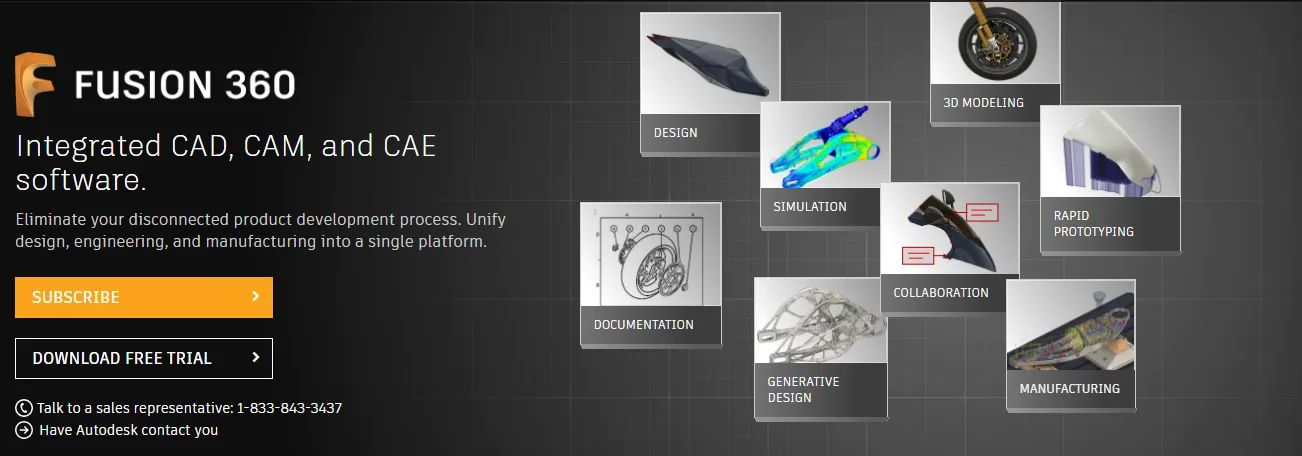 FUSION 360
Integrated CAD, CAM, and CAE
software.
Eliminate your disconnected product development process. Unify
design, engineering, and manufacturing into a single platform.
SUBSCRIBE
DOWNLOAD FREE TRIAL
Talk to a sales representative: 1-833-843-3437
Have Autodesk contact you
DESIGN
3D MODELING
SIMULATION
RAPID
PROTOTYPING
DOCUMENTATION
COLLABORATION
GENERATIVE
DESIGN
MANUFACTURING